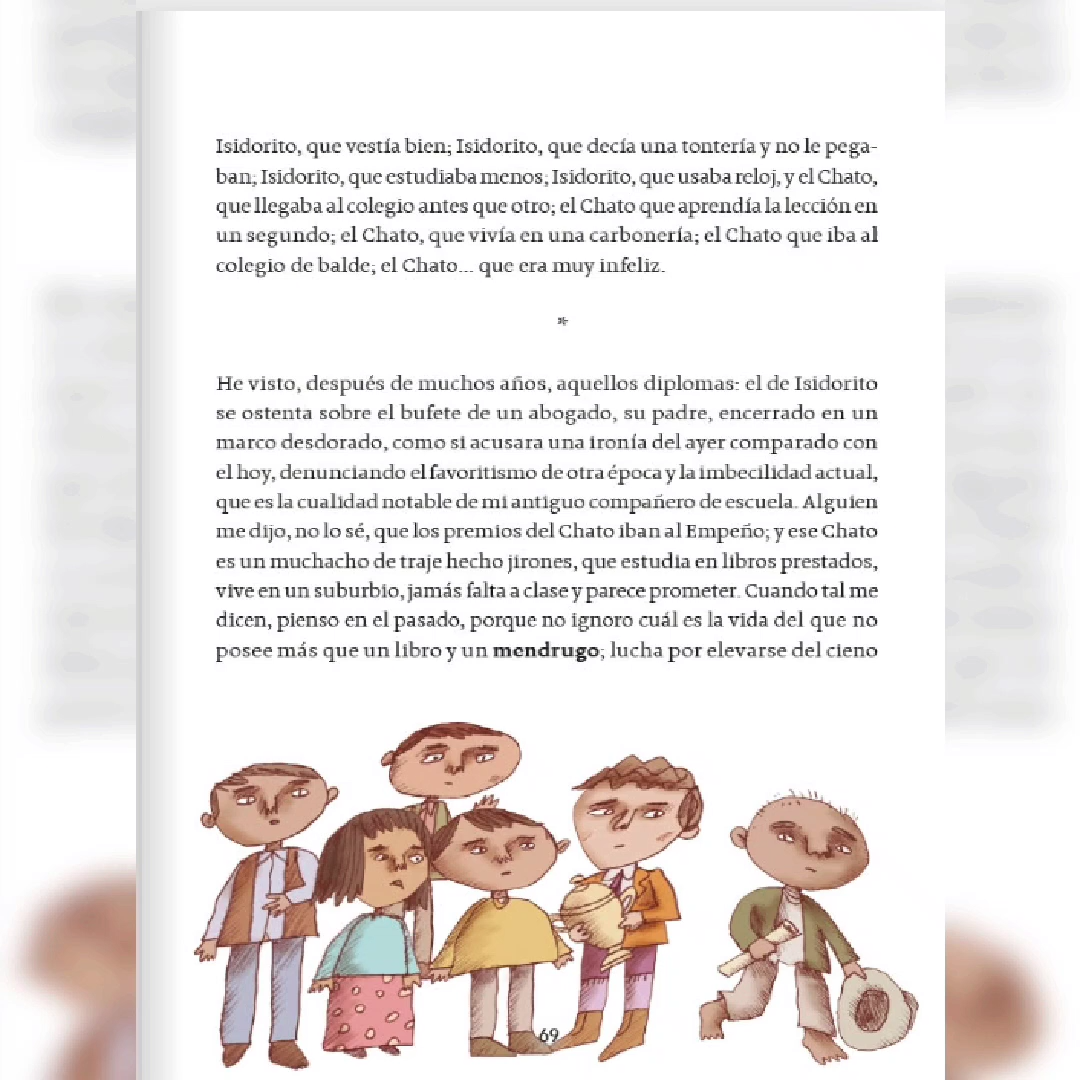 Isidorito, que vestía bien; Isidorito, que decía una tontería y no le pega-
ban; Isidorito, que estudiaba menos; Isidorito, que usaba reloj, y el Chato,
que llegaba al colegio antes que otro; el Chato que aprendía la lección en
un segundo; el Chato, que vivía en una carbonería; el Chato que iba al
colegio de balde; el Chato... que era muy infeliz.
*
He visto, después de muchos años, aquellos diplomas: el de Isidorito
se ostenta sobre el bufete de un abogado, su padre, encerrado en un
marco desdorado, como si acusara una ironía del ayer comparado con
el hoy, denunciando el favoritismo de otra época y la imbecilidad actual,
que es la cualidad notable de mi antiguo compañero de escuela. Alguien
me dijo, no lo sé, que los premios del Chato iban al Empeño; y ese Chato
es un muchacho de traje hecho jirones, que estudia en libros prestados,
vive en un suburbio, jamás falta a clase y parece prometer. Cuando tal me
dicen, pienso en el pasado, porque no ignoro cuál es la vida del que no
posee más que un libro y un mendrugo; lucha por elevarse del cieno
69